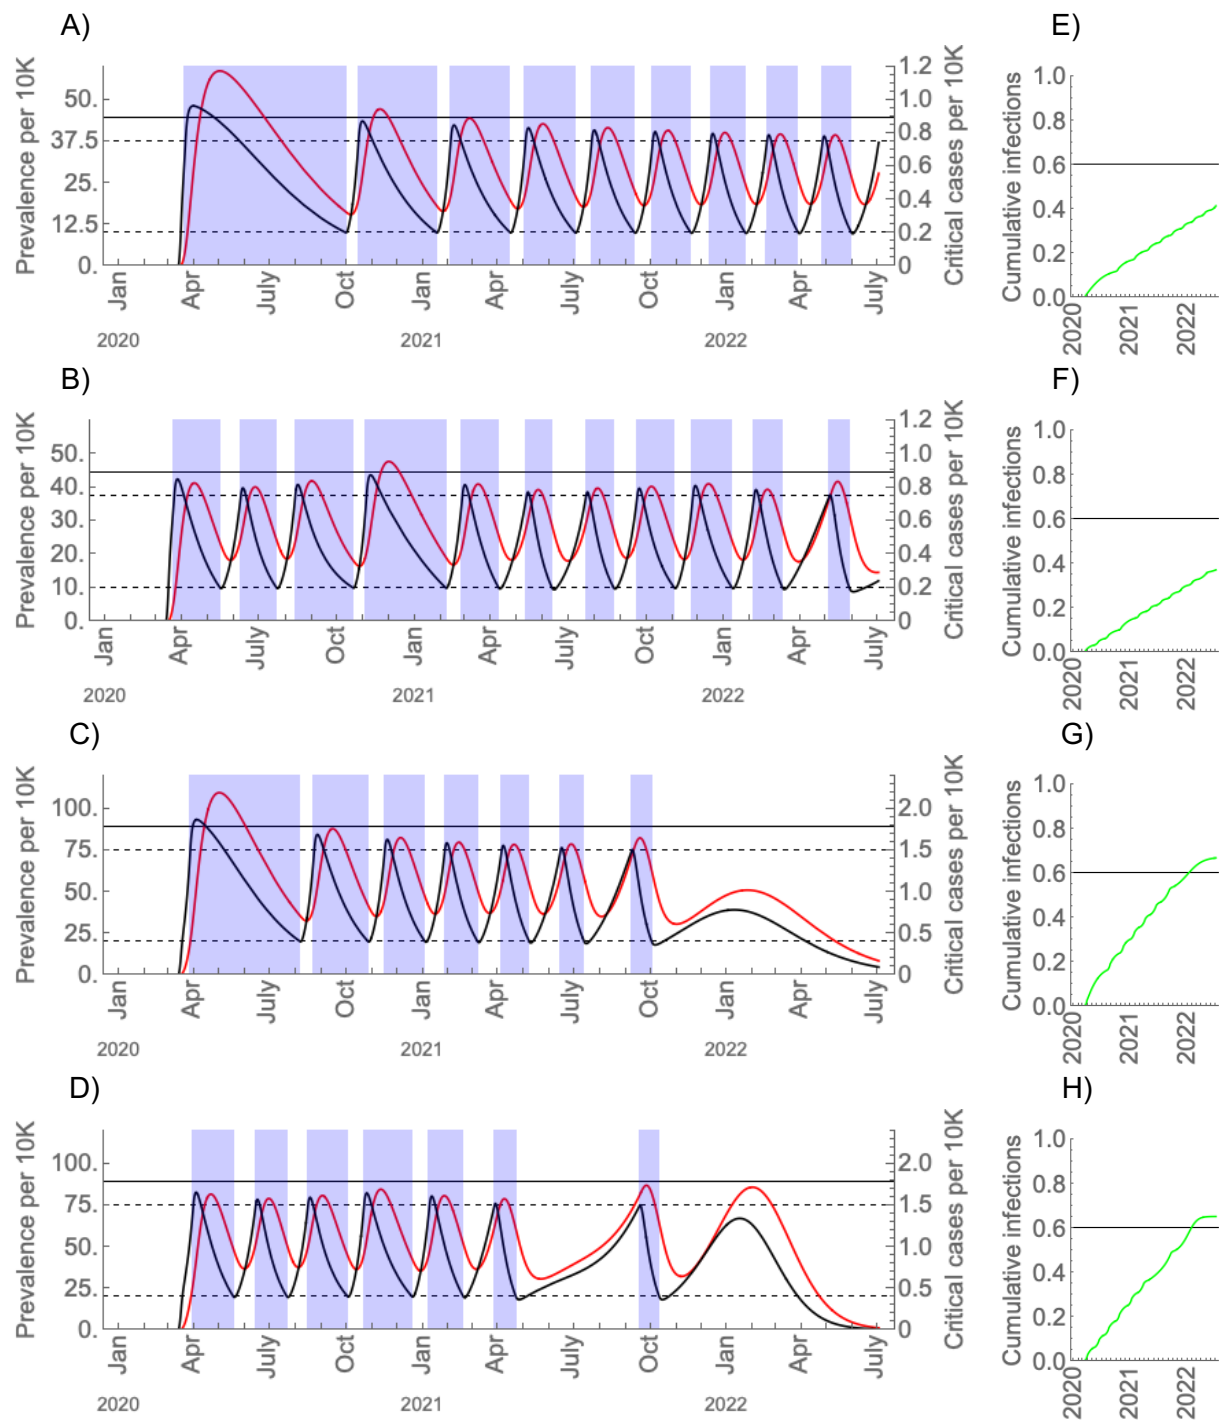 A)
E)
Prevalence per 10K
50.
37.5
25.
12.5
0.
1.2
1.0
0.8
0.6
0.4
0.2
0
Critical cases per 10K
Jan
April
July
Oct
Jan
Apr
July
Oct
Jan
Apr
July
2020
2021
2022
Cumulative infections
1.0
0.8
0.6
0.4
0.2
0.0
2020
2021
2022
B)
F)
Prevalence per 10K
50.
40.
30.
20.
10.
0.
1.2
1.0
0.8
0.6
0.4
0.2
0
Critical cases per 10K
Jan
Apr
July
Oct
Jan
Apr
July
Oct
Jan
Apr
July
2020
2021
2022
Cumulative infections
1.0
0.8
0.6
0.4
0.2
0.0
2020
2021
2022
C)
G)
Prevalence per 10K
100.
75.
50.
25.
0.
2.0
1.5
1.0
0.5
0
Critical cases per 10K
Jan
Apr
July
Oct
Jan
Apr
July
Oct
Jan
Apr
July
2020
2021
2022
Cumulative infections
1.0
0.8
0.6
0.4
0.2
0.0
2020
2021
2022
D)
H)
Prevalence per 10K
100.
75.
50.
25.
0.
2.0
1.5
1.0
0.5
0
Critical cases per 10K
Jan
Apr
July
Oct
Jan
Apr
July
Oct
Jan
Apr
July
2020
2021
2022
Cumulative infections
1.0
0.8
0.6
0.4
0.2
0.0
2020
2021
2022